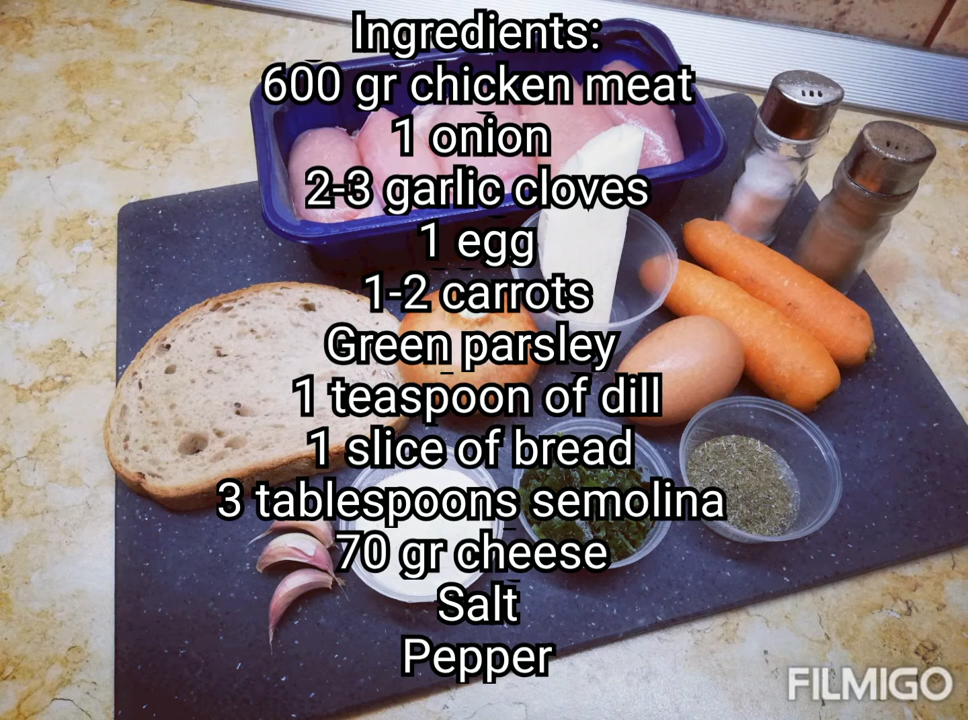 Ingredients:
600 gr chicken meat
1 onion
2-3 garlic cloves
1 egg
1-2 carrots
Green parsley
1 teaspoon of dill
1 slice of bread
3 tablespoons semolina
70 gr cheese
Salt
Pepper
FILMIGO